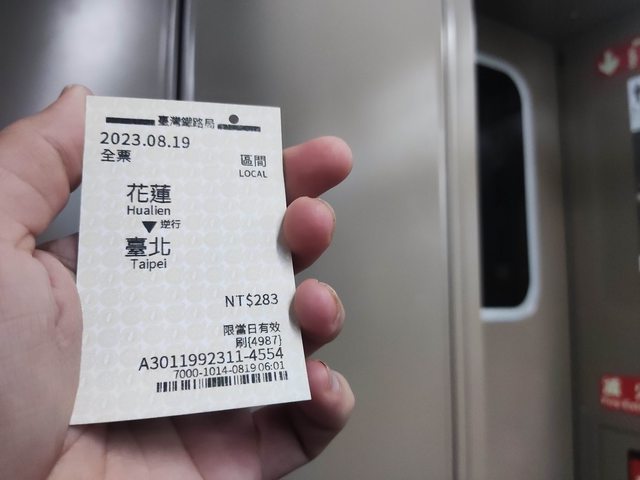 臺灣鐵路局
2023.08.19
全票
區間
LOCAL
花蓮
Hualien
▼逆行
臺北
Taipei
NT$283
限當日有效
刷{4987}
A3011992311-4554
7000-1014-0819 06:01